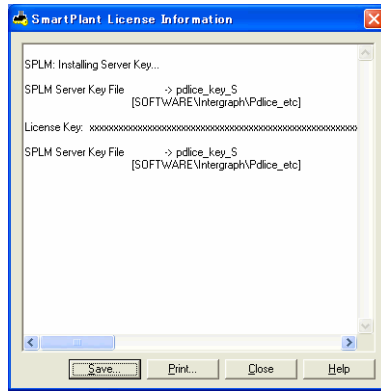 SmartPlant License Information
SPLM: Installing Server Key...
SPLM Server Key File -> pdlice_key_S
[SOFTWARE\Intergraph\Pdlice_etc]
License Key: xxxxxxxxxxxxxxxxxxxxxxxxxxxxxxxxxxxxxxxxxxxxxxxxxxxxxxxx
SPLM Server Key File -> pdlice_key_S
[SOFTWARE\Intergraph\Pdlice_etc]
Save... Print... Close Help